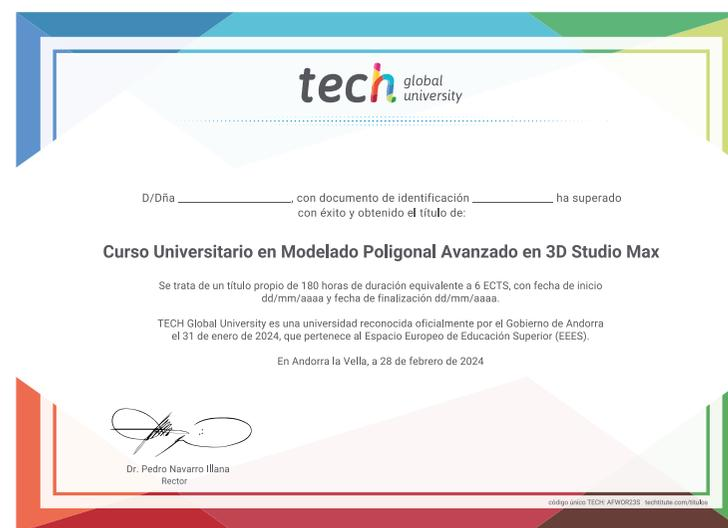 tech global
university
D/Dña ____________________, con documento de identificación ______________ ha superado
con éxito y obtenido el título de:
Curso Universitario en Modelado Poligonal Avanzado en 3D Studio Max
Se trata de un título propio de 180 horas de duración equivalente a 6 ECTS, con fecha de inicio
dd/mm/aaaa y fecha de finalización dd/mm/aaaa.
TECH Global University es una universidad reconocida oficialmente por el Gobierno de Andorra
el 31 de enero de 2024, que pertenece al Espacio Europeo de Educación Superior (EEES).
En Andorra la Vella, a 28 de febrero de 2024
Dr. Pedro Navarro Illana
Rector
código único TECH: AFWOR23S techtitute.com/titulos